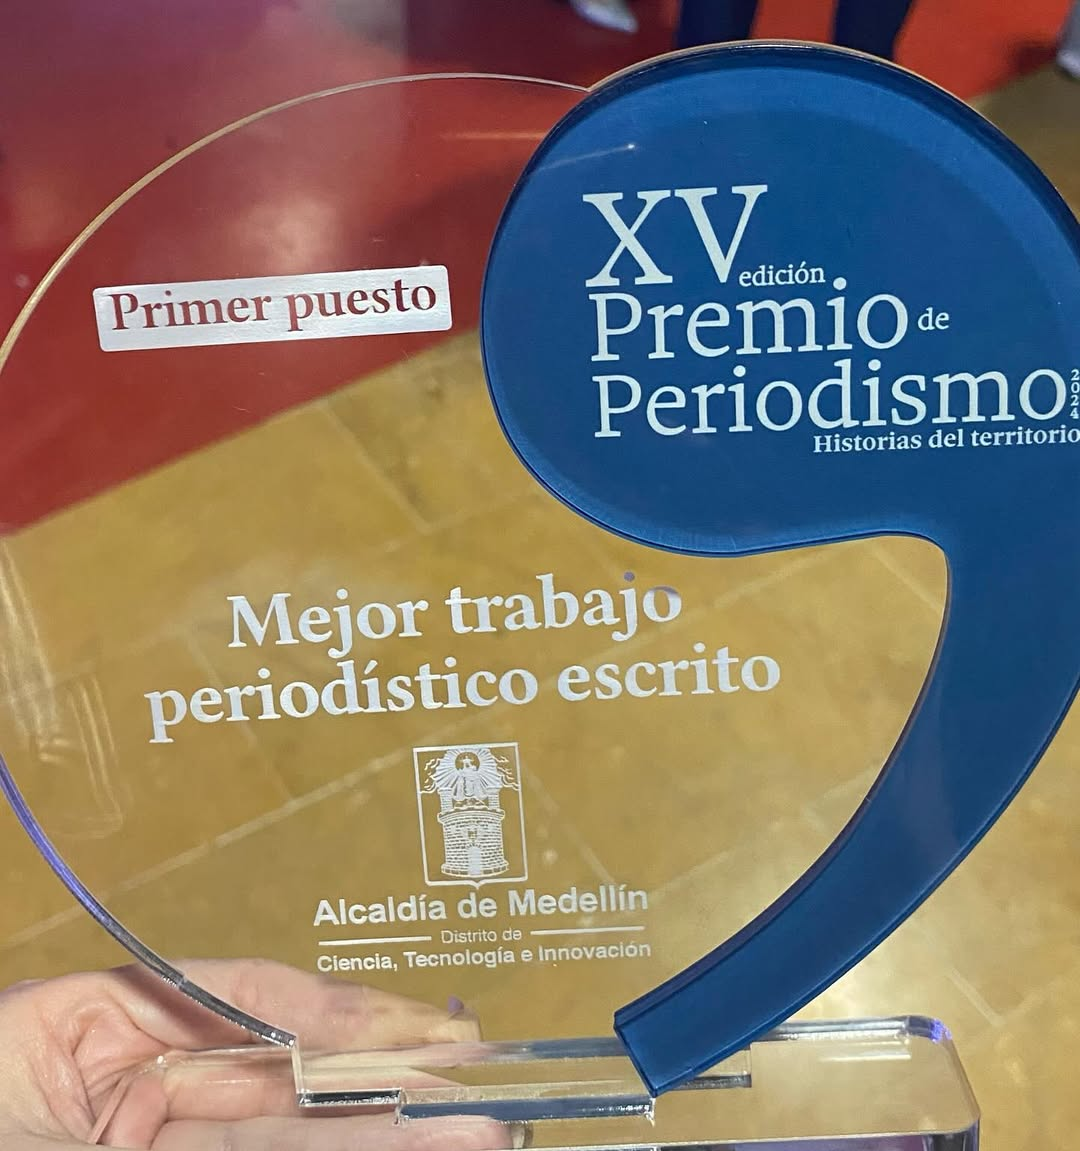 Primer puesto
XV edición
Premio de
Periodismo 2024
Historias del territorio
Mejor trabajo
periodístico escrito
Alcaldía de Medellín
Distrito de
Ciencia, Tecnología e Innovación